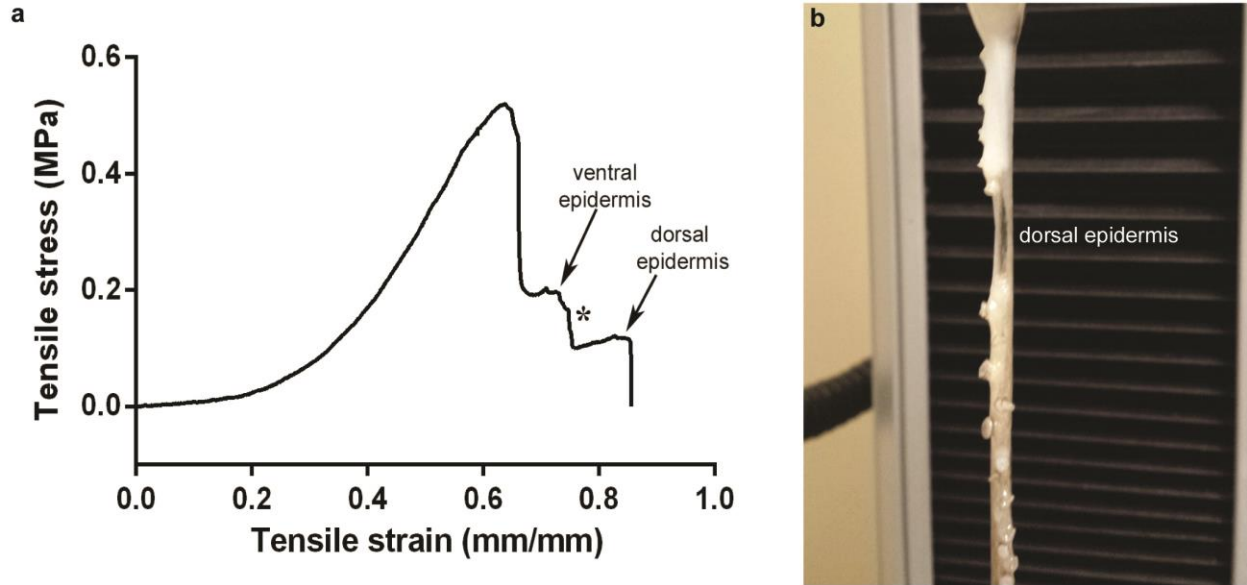 a
0.6
0.4
0.2
0.0
Tensile stress (MPa)
ventral
epidermis
dorsal
epidermis
*
0.0 0.2 0.4 0.6 0.8 1.0
Tensile strain (mm/mm)
b
dorsal epidermis